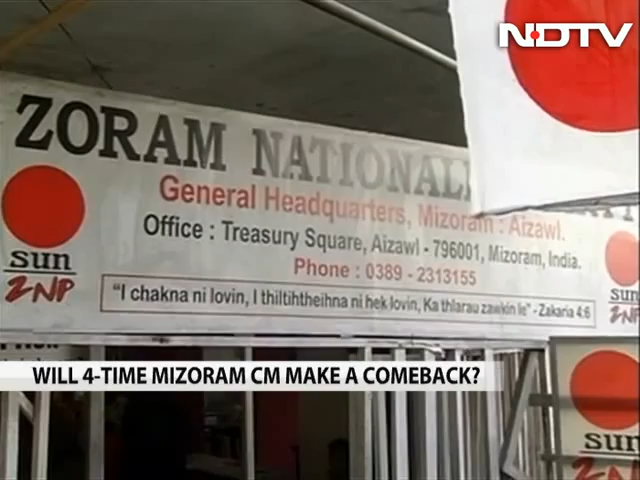 NDTV
ZORAM NATIONAL
General Headquarters, Mizoram : Aizawl.
Office : Treasury Square, Aizawl - 796001, Mizoram, India.
Phone : 0389 - 2313155
"I chakna ni lovin, I thiltihtheihna ni hek lovin, Ka thlarau zawkin le" - Zakaria 4:6
sun
ZNP
sun
ZNP
sun
ZNP
WILL 4-TIME MIZORAM CM MAKE A COMEBACK?